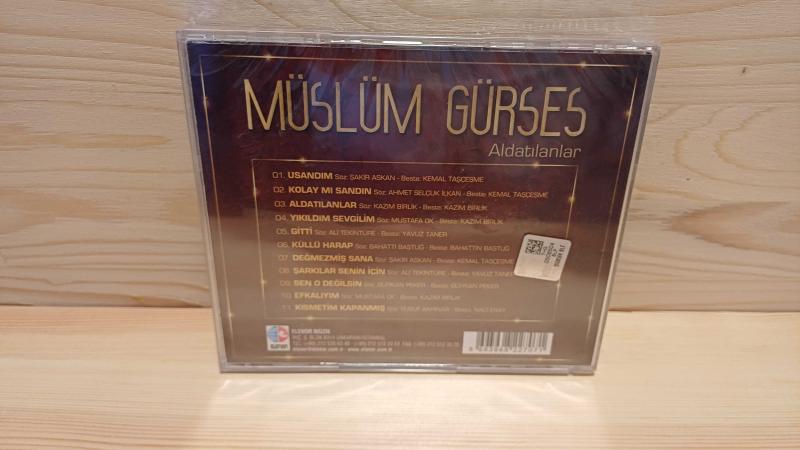 MÜSLÜM GÜRSES
Aldatılanlar
01. USANDIM Söz: ŞAKİR ASKAN - Beste: KEMAL TAŞÇEŞME
02. KOLAY MI SANDIN Söz: AHMET SELÇUK İLKAN - Beste: KEMAL TAŞÇEŞME
03. ALDATILANLAR Söz: KAZIM BİRLİK - Beste: KAZIM BİRLİK
04. YIKILDIM SEVGİLİM Söz: MUSTAFA OK - Beste: KAZIM BİRLİK
05. GİTTİ Söz: ALİ TEKİNTÜRE - Beste: YAVUZ TANER
06. KÜLLÜ HARAP Söz: BAHATTİ BAŞTUĞ - Beste: BAHATTİN BAŞTUĞ
07. DEĞMEZMİŞ SANA Söz: ŞAKİR ASKAN - Beste: KEMAL TAŞÇEŞME
08. ŞARKILAR SENİN İÇİN Söz: ALİ TEKİNTÜRE - Beste: YAVUZ TANER
09. SEN O DEĞİLSİN Söz: PEKER - Beste: PEKER
10. EFKALIYIM Söz: MUSTAFA OK - Beste: KAZIM BİRLİK
11. KISMETİM KAPANMIŞ Söz: YUSUF - Beste:
ELENOR MÜZİK